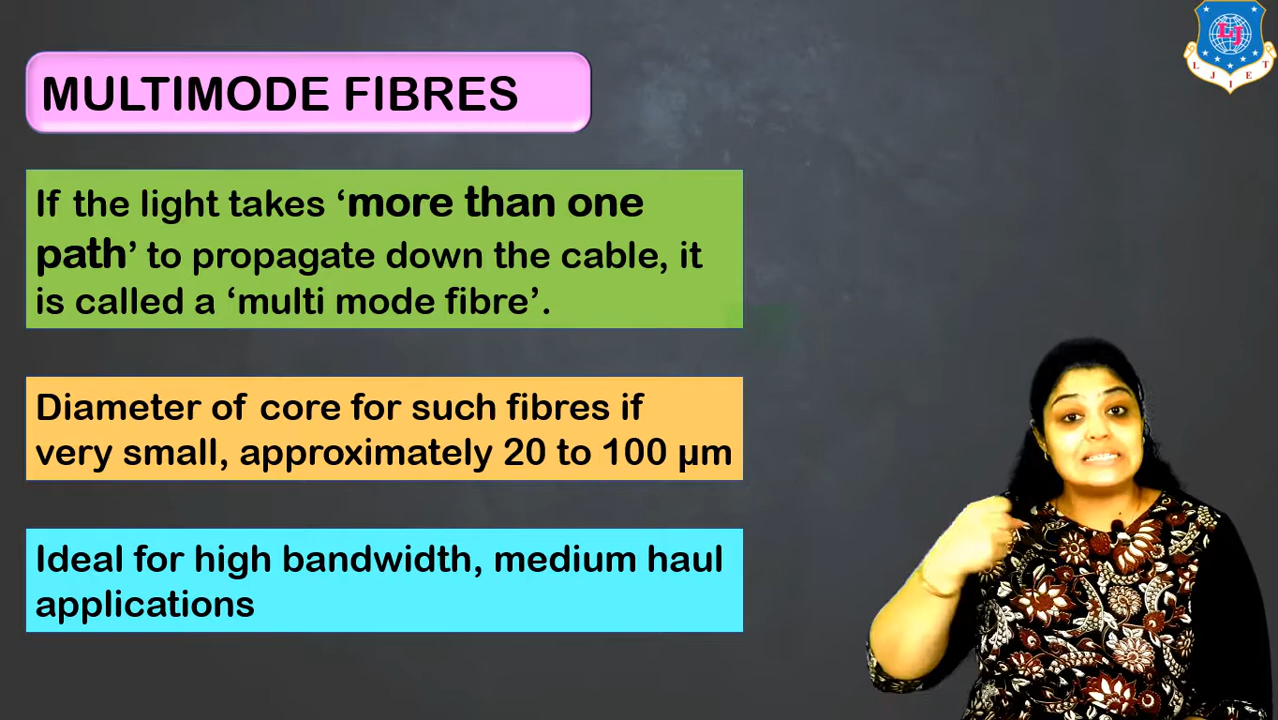 MULTIMODE FIBRES
If the light takes ‘more than one
path’ to propagate down the cable, it
is called a ‘multi mode fibre’.
Diameter of core for such fibres if
very small, approximately 20 to 100 µm
Ideal for high bandwidth, medium haul
applications
LJ
L J I E T